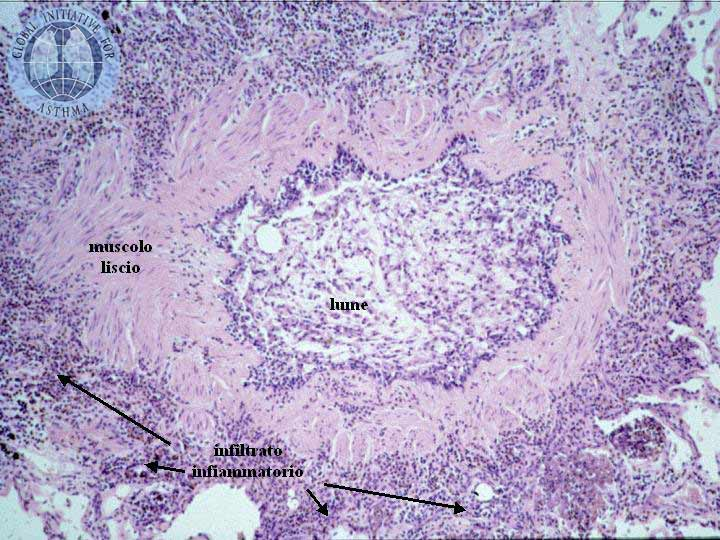 GLOBAL INITIATIVE FOR
ASTHMA
muscolo
liscio
lume
infiltrato
infiammatorio